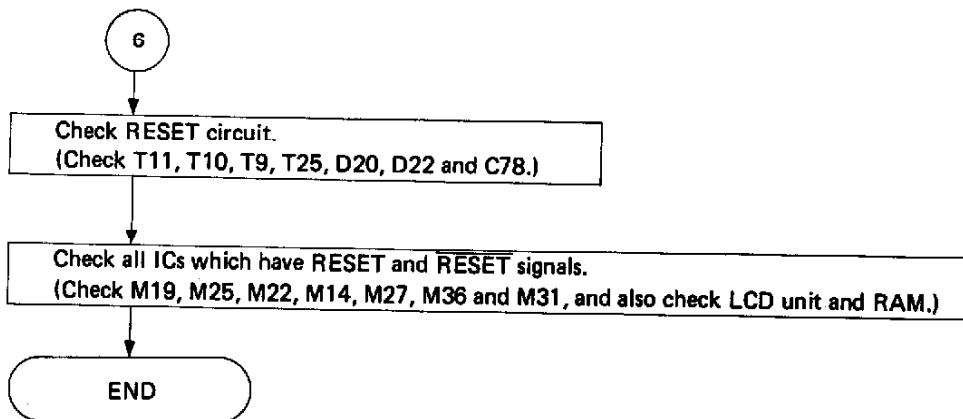 6
Check RESET circuit.
(Check T11, T10, T9, T25, D20, D22 and C78.)
Check all ICs which have RESET and R̅E̅S̅E̅T̅ signals.
(Check M19, M25, M22, M14, M27, M36 and M31, and also check LCD unit and RAM.)
END